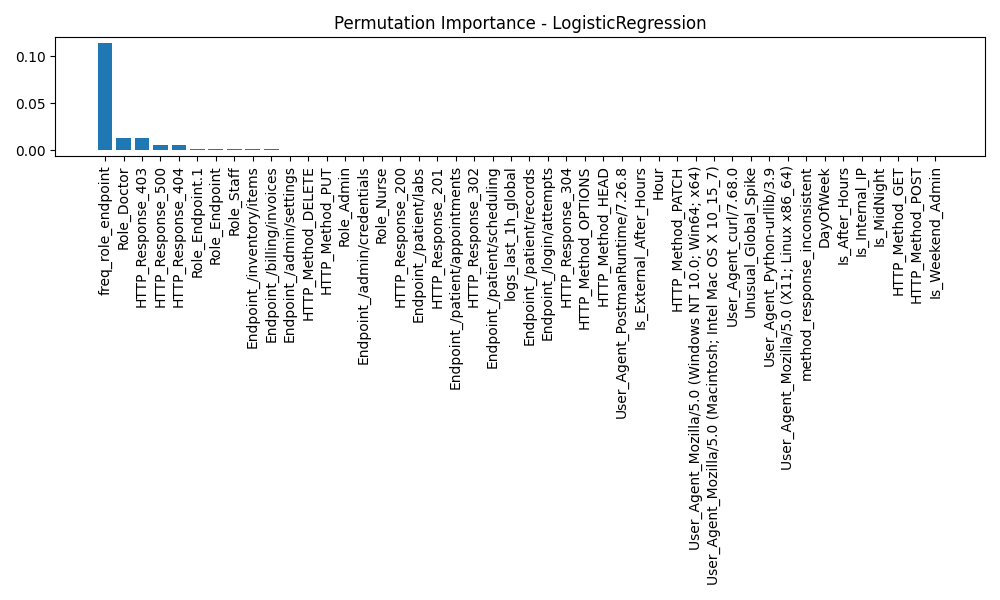 Permutation Importance - LogisticRegression
0.10
0.05
0.00
freq_role_endpoint
Role_Doctor
HTTP_Response_403
HTTP_Response_500
HTTP_Response_404
Role_Endpoint.1
Role_Endpoint
Role_Staff
Endpoint_/inventory/items
Endpoint_/billing/invoices
Endpoint_/admin/settings
HTTP_Method_DELETE
HTTP_Method_PUT
Role_Admin
Endpoint_/admin/credentials
Role_Nurse
HTTP_Response_200
Endpoint_/patient/labs
HTTP_Response_201
Endpoint_/patient/appointments
HTTP_Response_302
Endpoint_/patient/scheduling
logs_last_1h_global
Endpoint_/patient/records
Endpoint_/login/attempts
HTTP_Response_304
HTTP_Method_OPTIONS
HTTP_Method_HEAD
User_Agent_PostmanRuntime/7.26.8
Is_External_After_Hours
Hour
HTTP_Method_PATCH
User_Agent_Mozilla/5.0 (Windows NT 10.0; Win64; x64)
User_Agent_Mozilla/5.0 (Macintosh; Intel Mac OS X 10_15_7)
User_Agent_curl/7.68.0
Unusual_Global_Spike
User_Agent_Python-urllib/3.9
User_Agent_Mozilla/5.0 (X11; Linux x86_64)
method_response_inconsistent
DayOfWeek
Is_After_Hours
Is_Internal_IP
Is_MidNight
HTTP_Method_GET
HTTP_Method_POST
Is_Weekend_Admin